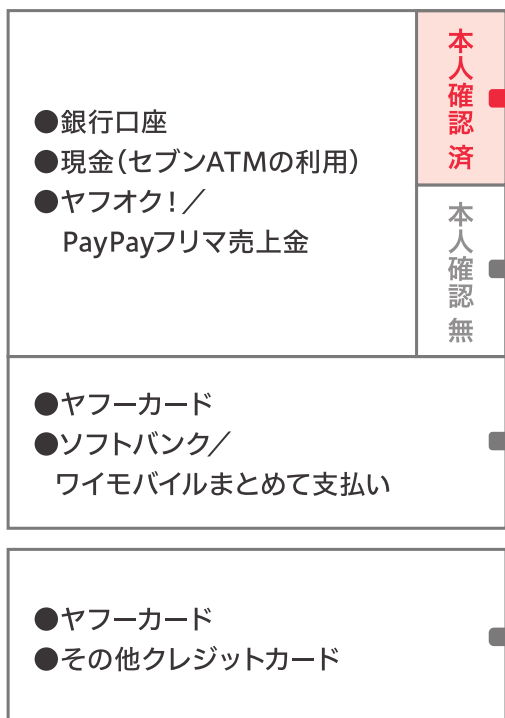 ●銀行口座
●現金（セブンATMの利用）
●ヤフオク！／
PayPayフリマ売上金
本人確認 済
本人確認 無
●ヤフーカード
●ソフトバンク／
ワイモバイルまとめて支払い
●ヤフーカード
●その他クレジットカード